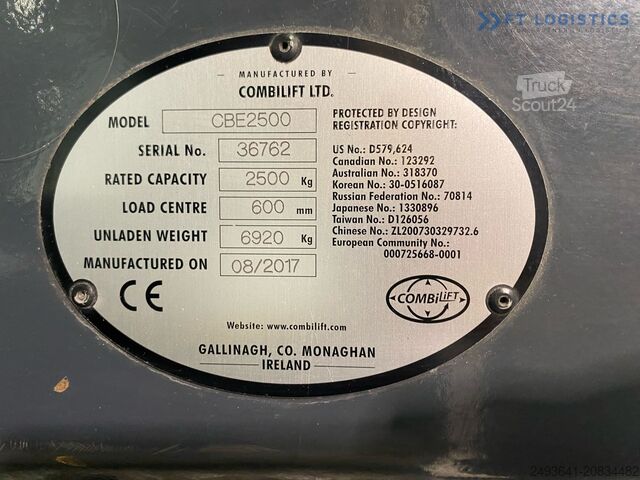 FT LOGISTICS
Truck
Scout24
MANUFACTURED BY
COMBILIFT LTD.
MODEL CBE2500
SERIAL No. 36762
RATED CAPACITY 2500 Kg
LOAD CENTRE 600 mm
UNLADEN WEIGHT 6920 Kg
MANUFACTURED ON 08/2017
PROTECTED BY DESIGN
REGISTRATION COPYRIGHT:
US No.: D579,624
Canadian No.: 123292
Australian No.: 318370
Korean No.: 30-0516087
Russian Federation No.: 70814
Japanese No.: 1330896
Taiwan No.: D126056
Chinese No.: ZL200730329732.6
European Community No.:
000725668-0001
CE
COMBiLiFT
Website: www.combilift.com
GALLINAGH, CO. MONAGHAN
IRELAND
2493641-20834482